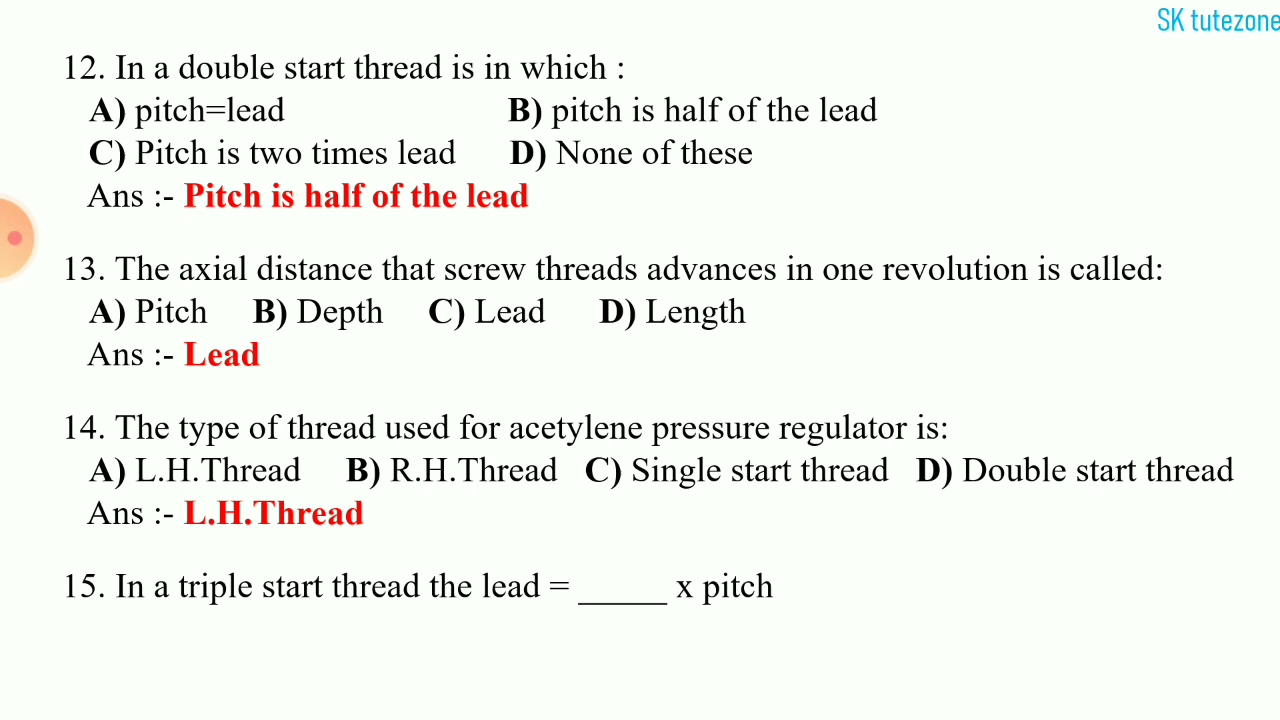 SK tutezone
12. In a double start thread is in which :
A) pitch=lead B) pitch is half of the lead
C) Pitch is two times lead D) None of these
Ans :- Pitch is half of the lead
13. The axial distance that screw threads advances in one revolution is called:
A) Pitch B) Depth C) Lead D) Length
Ans :- Lead
14. The type of thread used for acetylene pressure regulator is:
A) L.H.Thread B) R.H.Thread C) Single start thread D) Double start thread
Ans :- L.H.Thread
15. In a triple start thread the lead = _____ x pitch